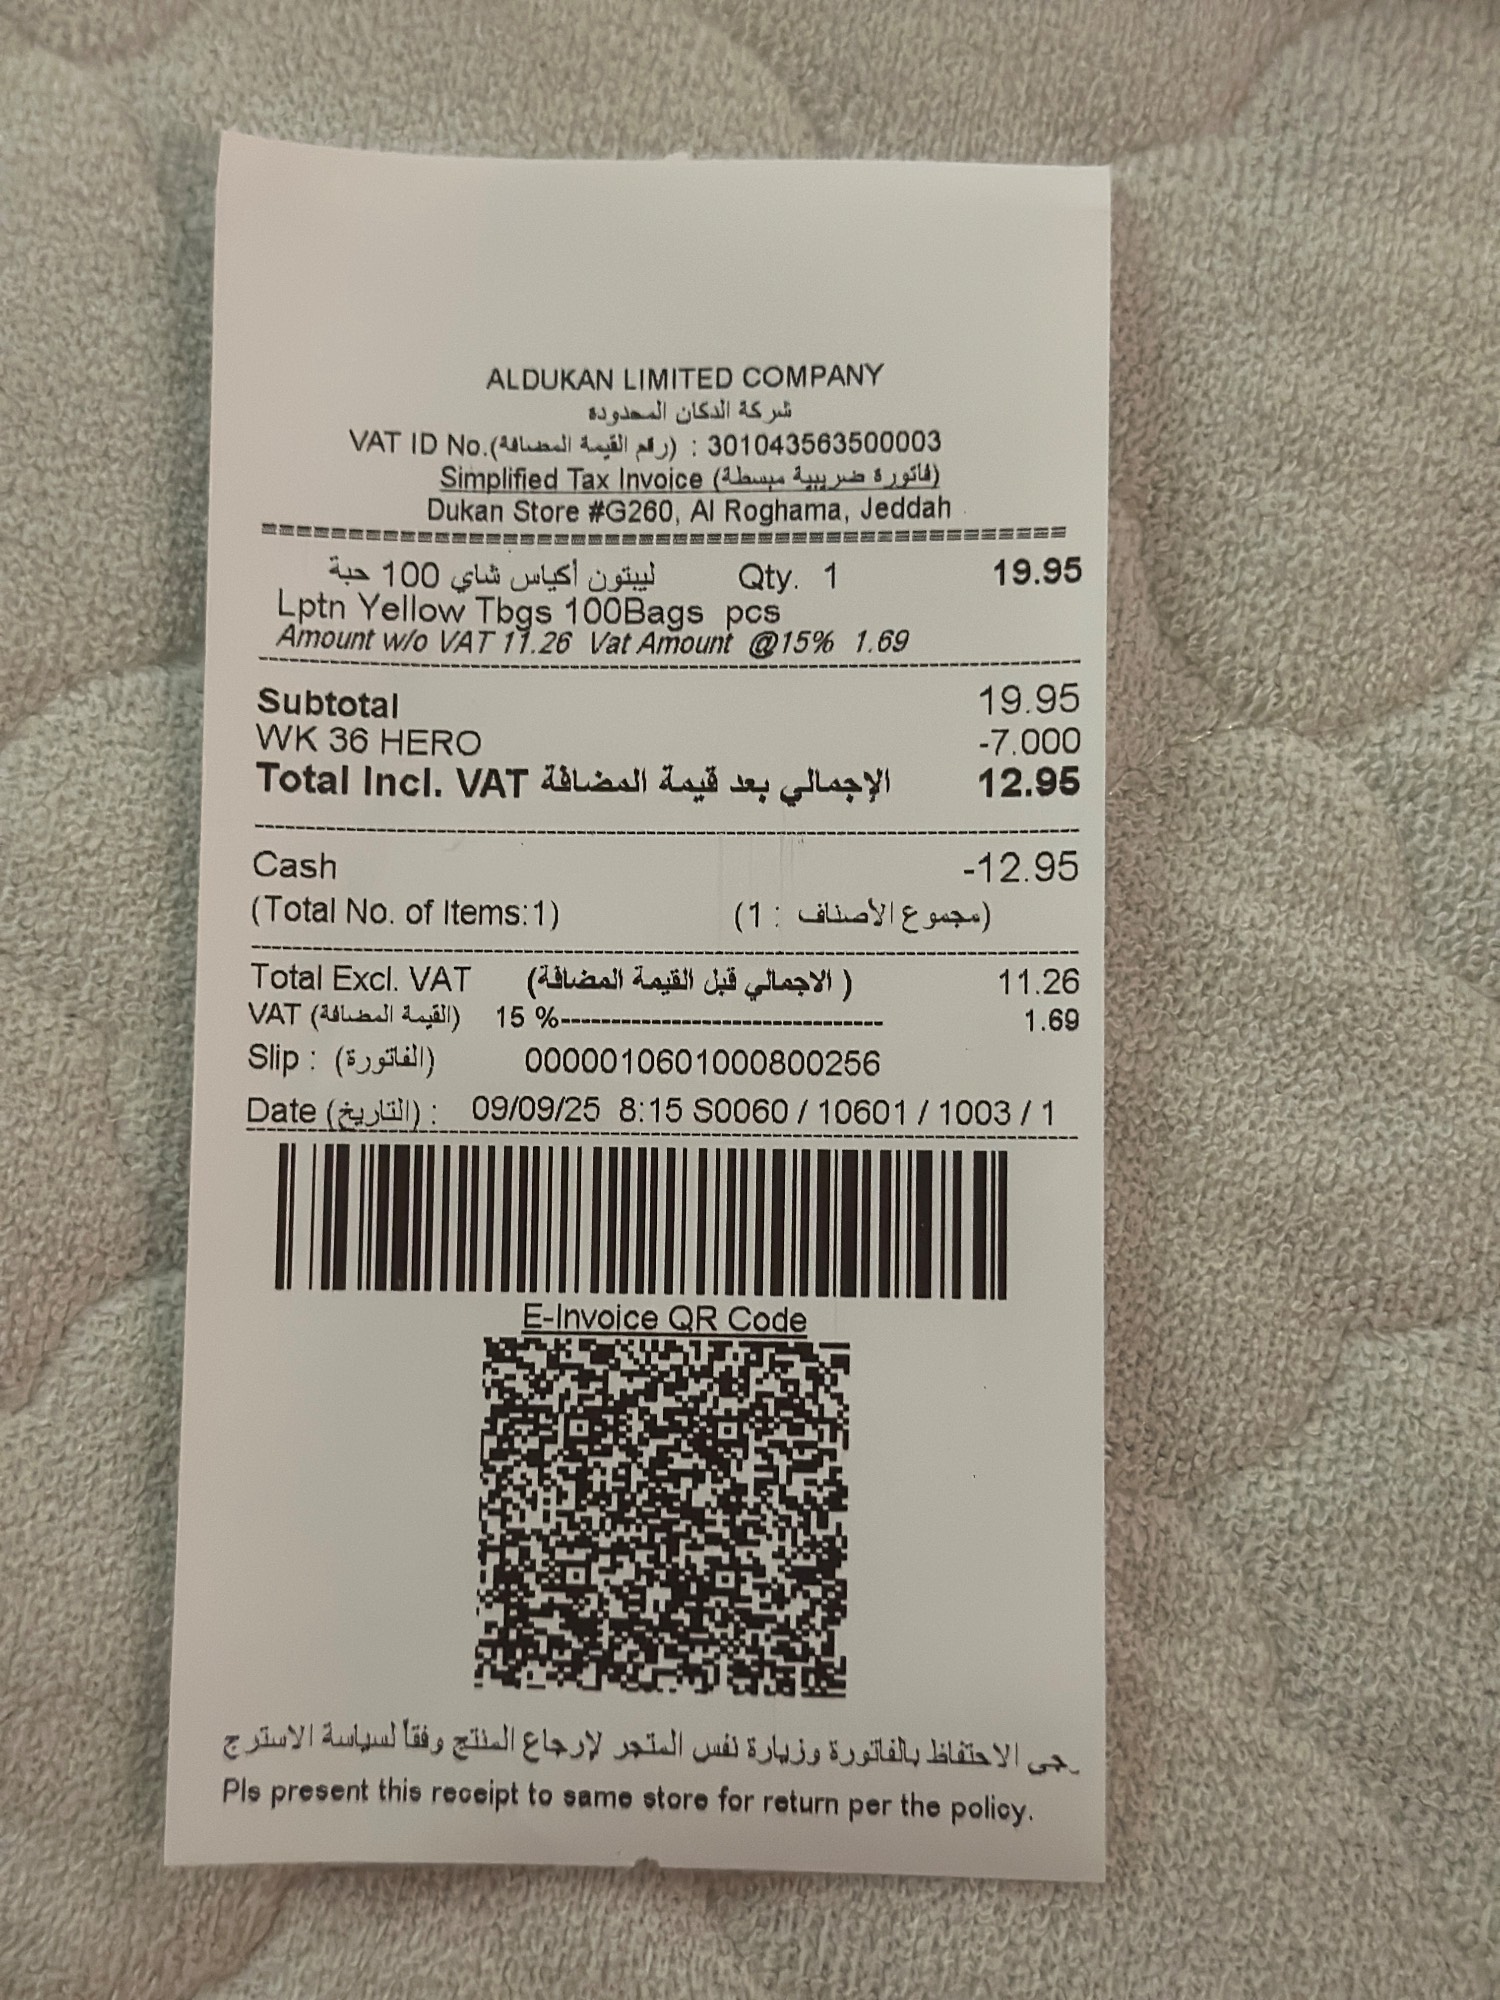 ALDUKAN LIMITED COMPANY
شركة الدكان المحدودة
VAT ID No.(رقم القيمة المضافة) : 301043563500003
Simplified Tax Invoice (فاتورة ضريبية مبسطة)
Dukan Store #G260, Al Roghama, Jeddah
ليبتون أكياس شاي 100 حبة Qty. 1 19.95
Lptn Yellow Tbgs 100Bags pcs
Amount w/o VAT 11.26 Vat Amount @15% 1.69
Subtotal 19.95
WK 36 HERO -7.000
Total Incl. VAT الإجمالي بعد قيمة المضافة 12.95
Cash -12.95
(Total No. of Items:1) (مجموع الأصناف : 1)
Total Excl. VAT (الاجمالي قبل القيمة المضافة ) 11.26
VAT (القيمة المضافة) 15 %-------------------------------- 1.69
Slip : (الفاتورة) 0000010601000800256
Date (التاريخ) : 09/09/25 8:15 S0060 / 10601 / 1003 / 1
E-Invoice QR Code
رجى الاحتفاظ بالفاتورة وزيارة نفس المتجر لإرجاع المنتج وفقاً لسياسة الاسترج
Pls present this receipt to same store for return per the policy.